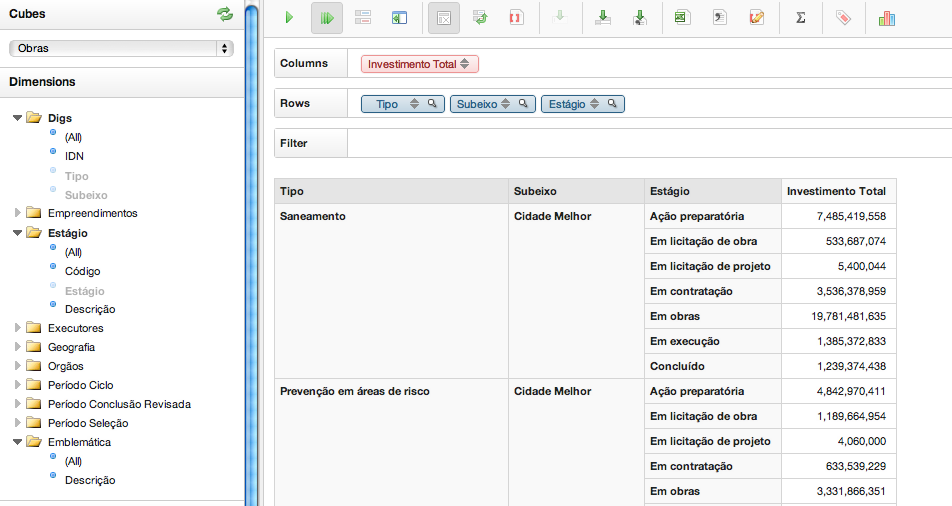 Cubes
Obras
Dimensions
Digs
(All)
IDN
Tipo
Subeixo
Empreendimentos
Estágio
(All)
Código
Estágio
Descrição
Executores
Geografia
Orgãos
Período Ciclo
Período Conclusão Revisada
Período Seleção
Emblemática
(All)
Descrição
Columns Investimento Total
Rows Tipo Subeixo Estágio
Filter
Tipo Subeixo Estágio Investimento Total
Saneamento Cidade Melhor Ação preparatória 7,485,419,558
Em licitação de obra 533,687,074
Em licitação de projeto 5,400,044
Em contratação 3,536,378,959
Em obras 19,781,481,635
Em execução 1,385,372,833
Concluído 1,239,374,438
Prevenção em áreas de risco Cidade Melhor Ação preparatória 4,842,970,411
Em licitação de obra 1,189,664,954
Em licitação de projeto 4,060,000
Em contratação 633,539,229
Em obras 3,331,866,351